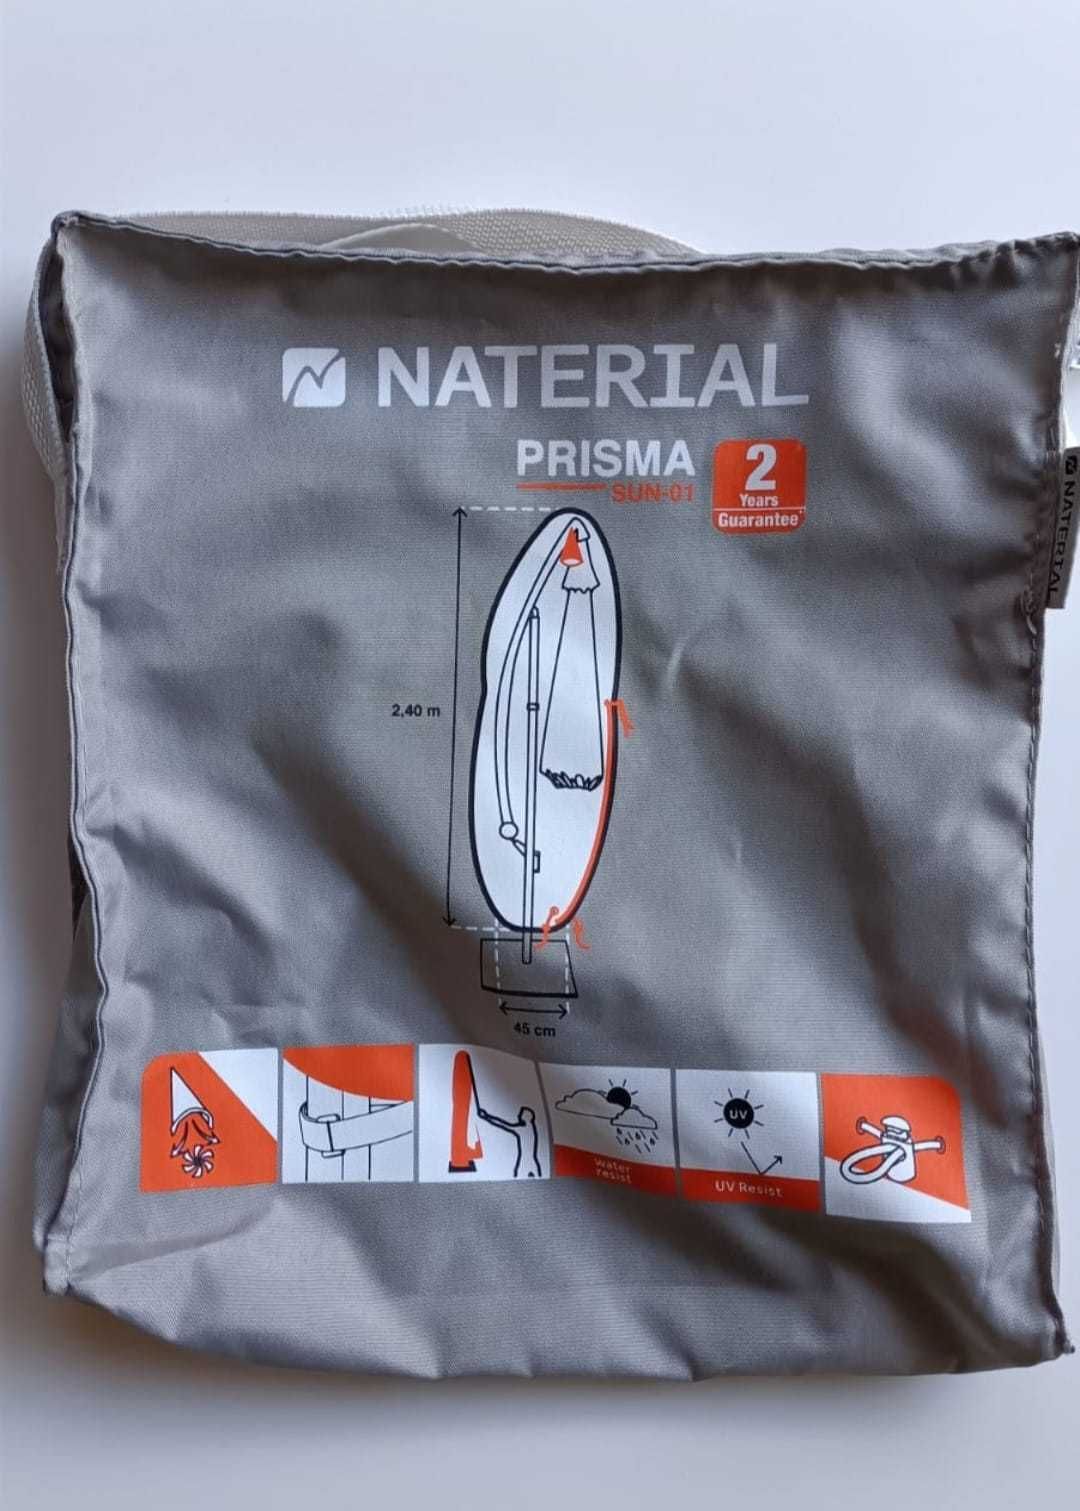 NATERIAL
PRISMA
SUN-01
2
Years
Guarantee*
2,40 m
45 cm
water
resist
UV
UV Resist
NATERIAL